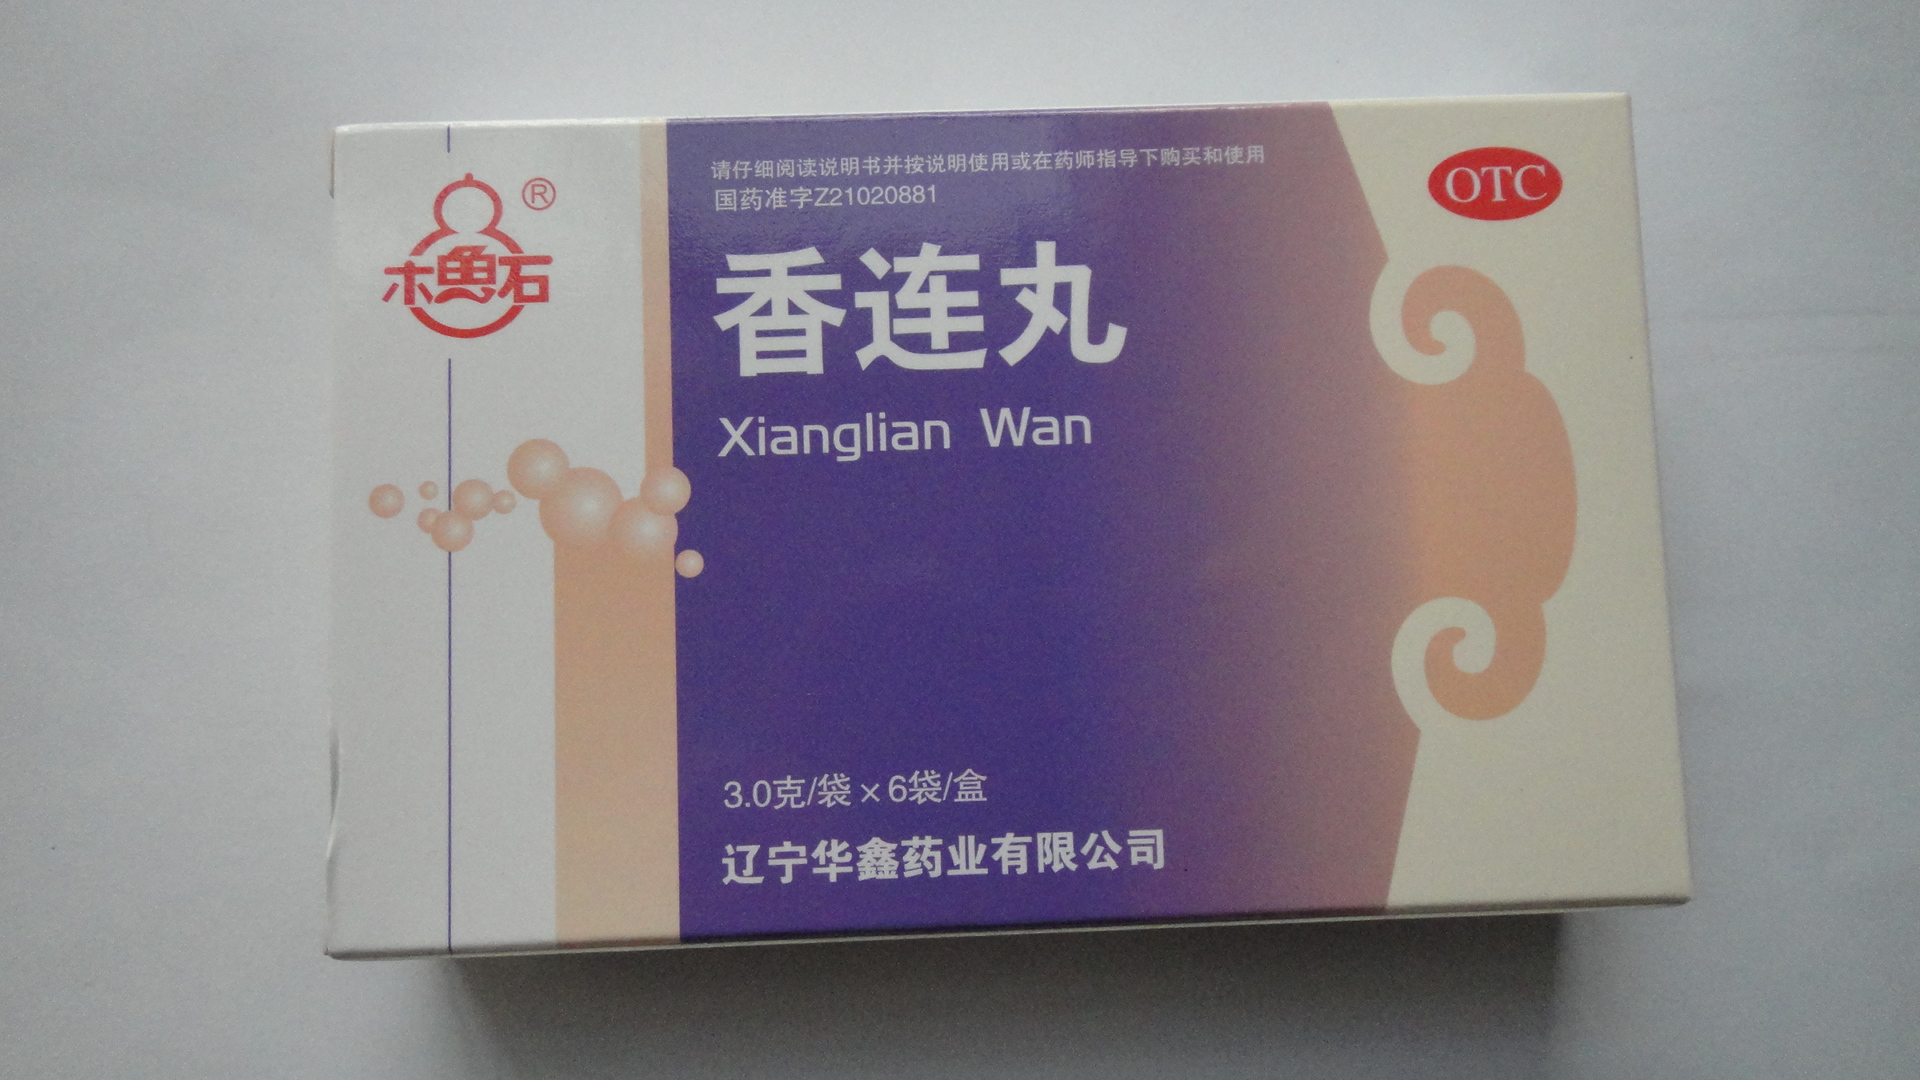 木鱼石®
请仔细阅读说明书并按说明使用或在药师指导下购买和使用
国药准字Z21020881
OTC
香连丸
Xianglian Wan
3.0克/袋×6袋/盒
辽宁华鑫药业有限公司